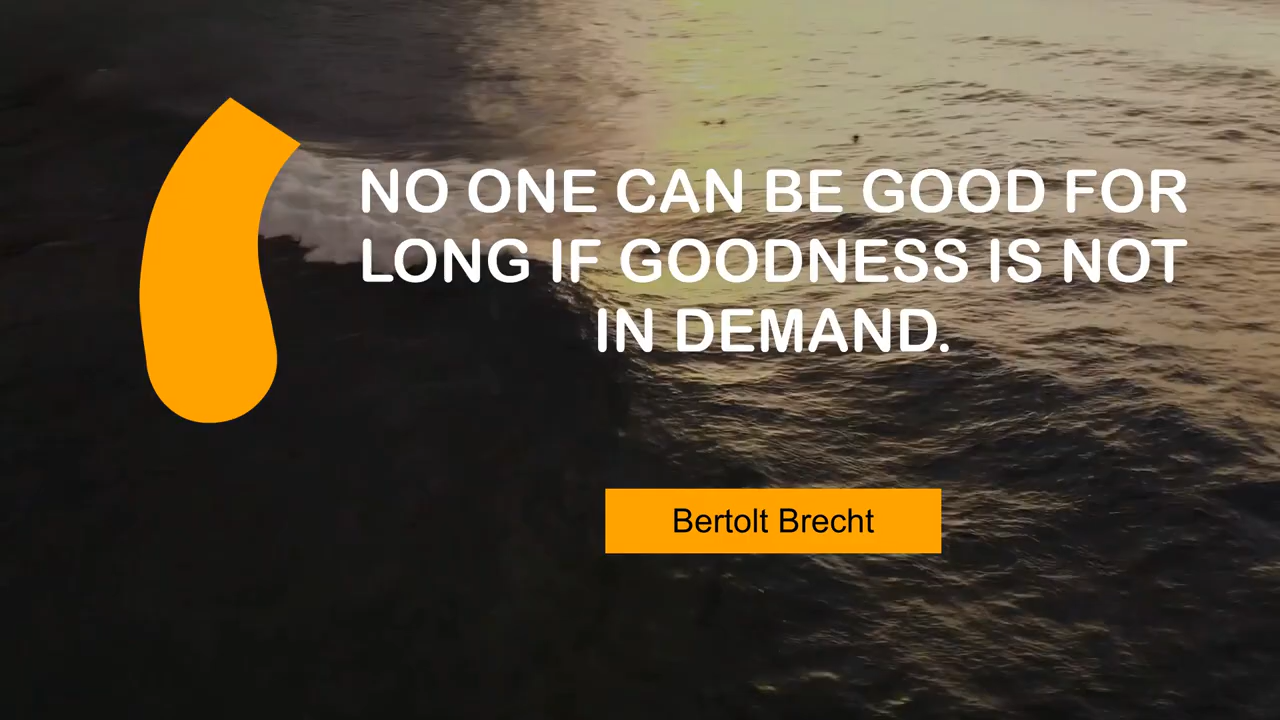 NO ONE CAN BE GOOD FOR
LONG IF GOODNESS IS NOT
IN DEMAND.
Bertolt Brecht